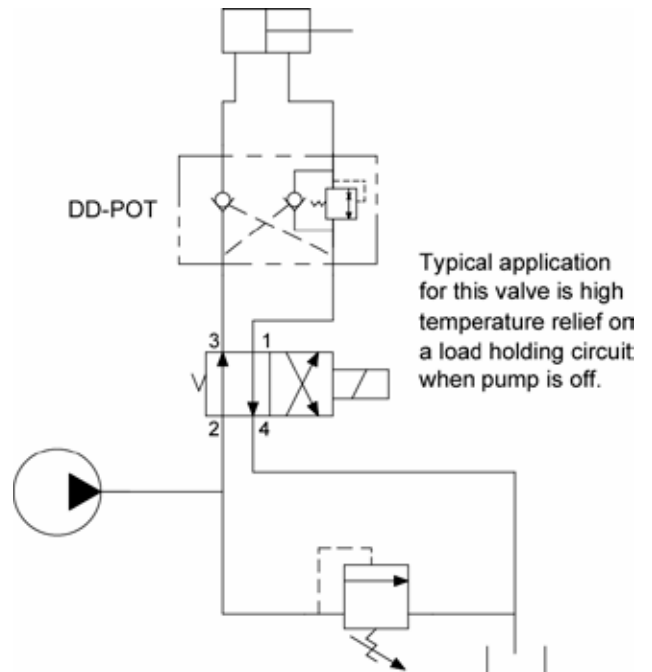 DD-POT
Typical application
for this valve is high
temperature relief on
a load holding circuit
when pump is off.
3 1
2 4